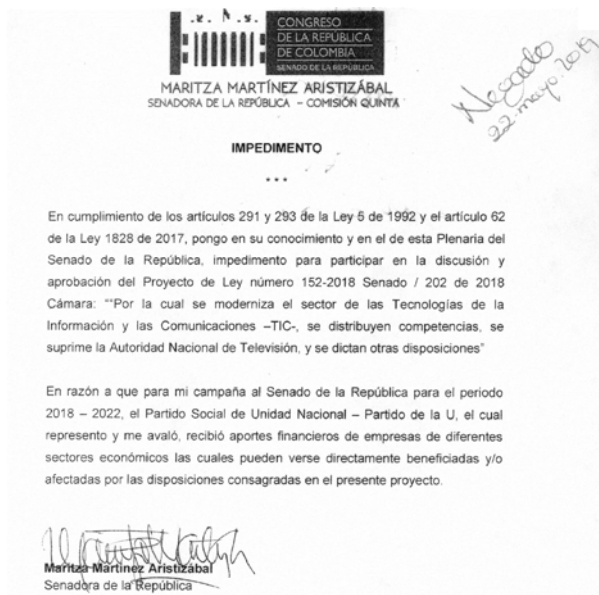 CONGRESO
DE LA REPÚBLICA
DE COLOMBIA
SENADO DE LA REPÚBLICA
MARITZA MARTÍNEZ ARISTIZÁBAL
SENADORA DE LA REPÚBLICA – COMISIÓN QUINTA
Negado
22. mayo. 2019
IMPEDIMENTO
***
En cumplimiento de los artículos 291 y 293 de la Ley 5 de 1992 y el artículo 62
de la Ley 1828 de 2017, pongo en su conocimiento y en el de esta Plenaria del
Senado de la República, impedimento para participar en la discusión y
aprobación del Proyecto de Ley número 152-2018 Senado / 202 de 2018
Cámara: ““Por la cual se moderniza el sector de las Tecnologías de la
Información y las Comunicaciones –TIC-, se distribuyen competencias, se
suprime la Autoridad Nacional de Televisión, y se dictan otras disposiciones”
En razón a que para mi campaña al Senado de la República para el periodo
2018 – 2022, el Partido Social de Unidad Nacional – Partido de la U, el cual
represento y me avaló, recibió aportes financieros de empresas de diferentes
sectores económicos las cuales pueden verse directamente beneficiadas y/o
afectadas por las disposiciones consagradas en el presente proyecto.
Maritza Martínez Aristizábal
Senadora de la República